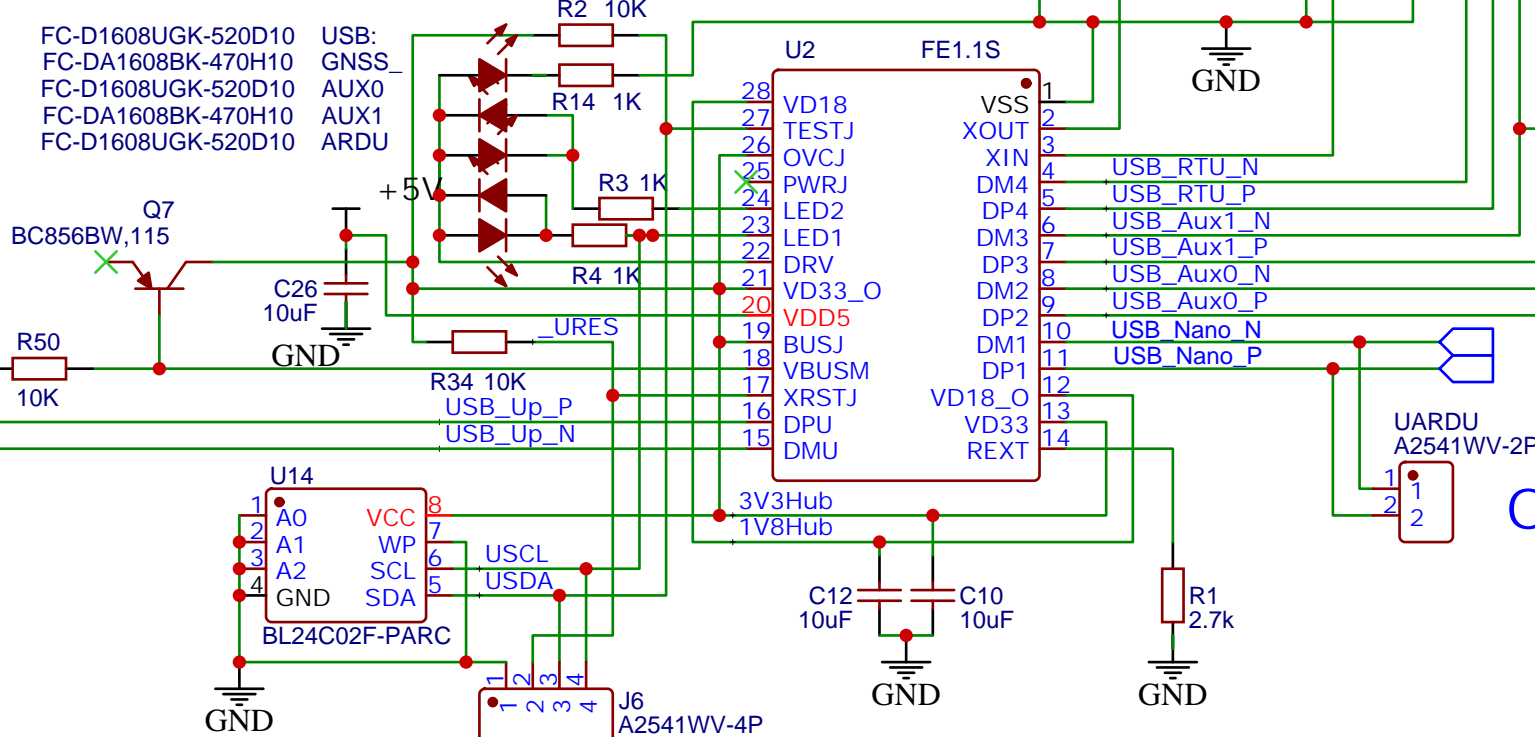 R2 10K
FC-D1608UGK-520D10 USB:
FC-DA1608BK-470H10 GNSS_
FC-D1608UGK-520D10 AUX0
FC-DA1608BK-470H10 AUX1
FC-D1608UGK-520D10 ARDU
R14 1K
+5V
R3 1K
R4 1K
Q7
BC856BW,115
C26
10uF
GND
R50
10K
_URES
R34 10K
USB_Up_P
USB_Up_N
U2 FE1.1S
28 VD18
27 TESTJ
26 OVCJ
25 PWRJ
24 LED2
23 LED1
22 DRV
21 VD33_O
20 VDD5
19 BUSJ
18 VBUSM
17 XRSTJ
16 DPU
15 DMU
VSS 1
XOUT 2
XIN 3
DM4 4 USB_RTU_N
DP4 5 USB_RTU_P
DM3 6 USB_Aux1_N
DP3 7 USB_Aux1_P
DM2 8 USB_Aux0_N
DP2 9 USB_Aux0_P
DM1 10 USB_Nano_N
DP1 11 USB_Nano_P
VD18_O 12
VD33 13
REXT 14
GND
UARDU
A2541WV-2P
1 1
2 2
3V3Hub
1V8Hub
U14
1 A0
2 A1
3 A2
4 GND
VCC 8
WP 7
SCL 6
SDA 5
USCL
USDA
BL24C02F-PARC
GND
1 2 3 4
1 2 3 4
J6
A2541WV-4P
C12
10uF
C10
10uF
GND
R1
2.7k
GND